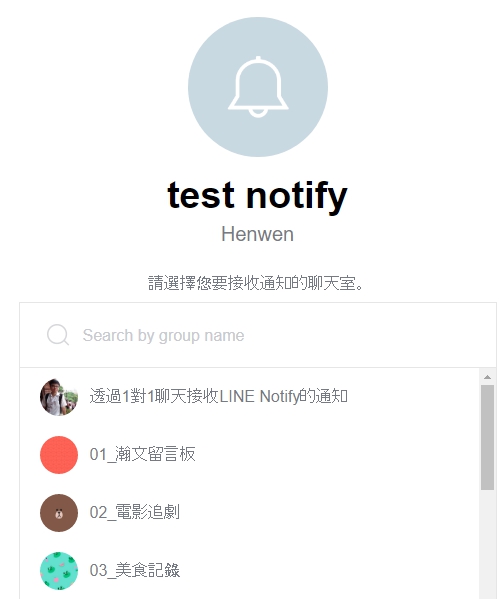 test notify
Henwen
請選擇您要接收通知的聊天室。
Search by group name
透過1對1聊天接收LINE Notify的通知
01_瀚文留言板
02_電影追劇
03_美食記錄